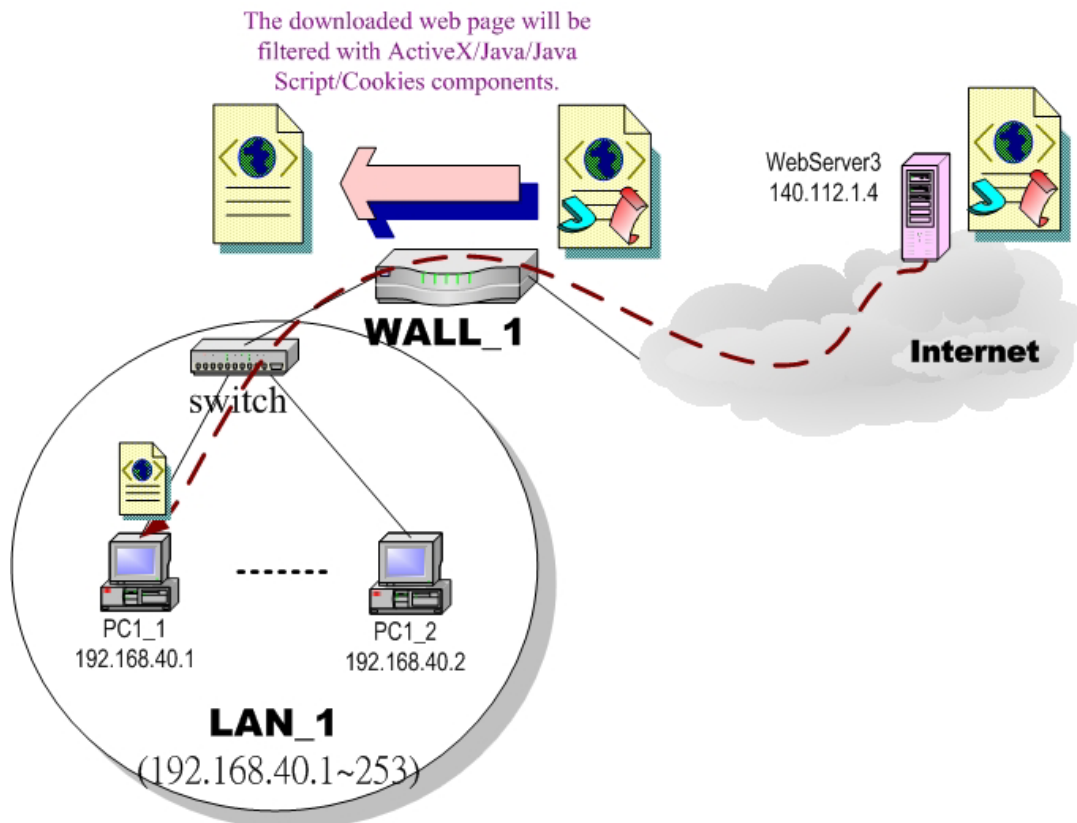 The downloaded web page will be
filtered with ActiveX/Java/Java
Script/Cookies components.
WebServer3
140.112.1.4
WALL_1
Internet
switch
PC1_1
192.168.40.1
PC1_2
192.168.40.2
LAN_1
(192.168.40.1~253)